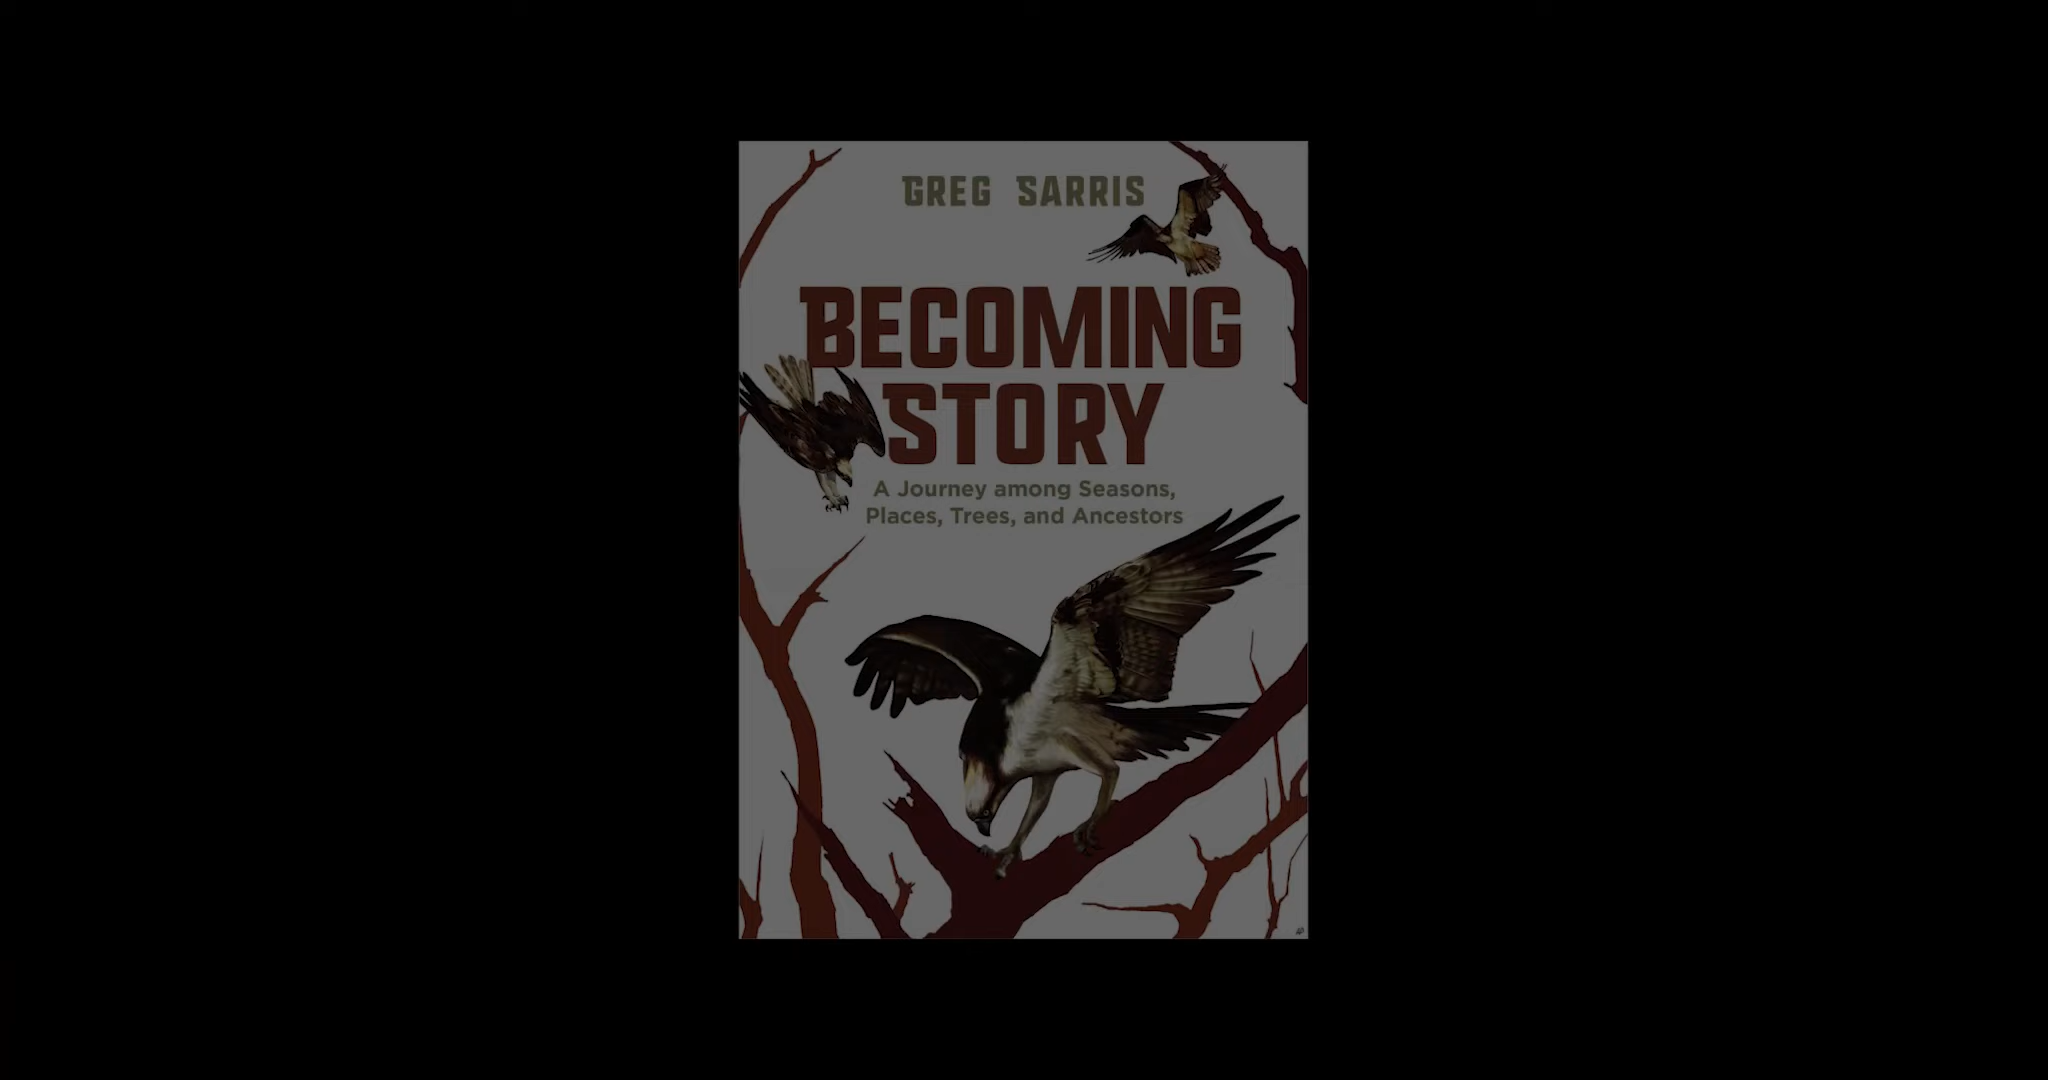 GREG SARRIS
BECOMING
STORY
A Journey among Seasons,
Places, Trees, and Ancestors